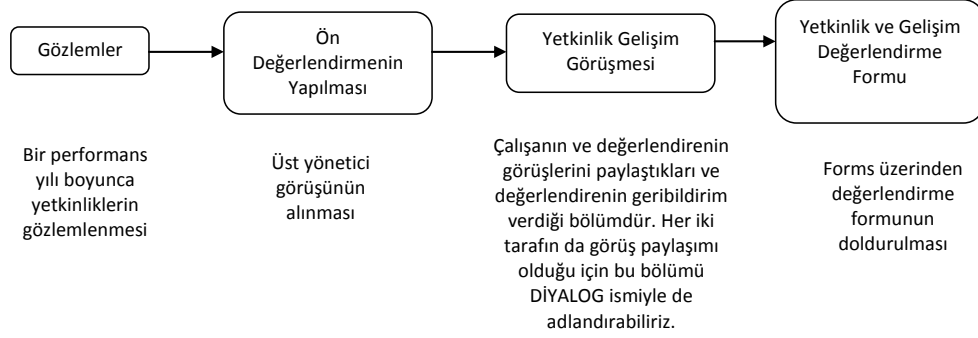 Gözlemler
Ön
Değerlendirmenin
Yapılması
Yetkinlik Gelişim
Görüşmesi
Yetkinlik ve Gelişim
Değerlendirme
Formu
Bir performans
yılı boyunca
yetkinliklerin
gözlemlenmesi
Üst yönetici
görüşünün
alınması
Çalışanın ve değerlendirenin
görüşlerini paylaştıkları ve
değerlendirenin geribildirim
verdiği bölümdür. Her iki
tarafın da görüş paylaşımı
olduğu için bu bölümü
DİYALOG ismiyle de
adlandırabiliriz.
Forms üzerinden
değerlendirme
formunun
doldurulması